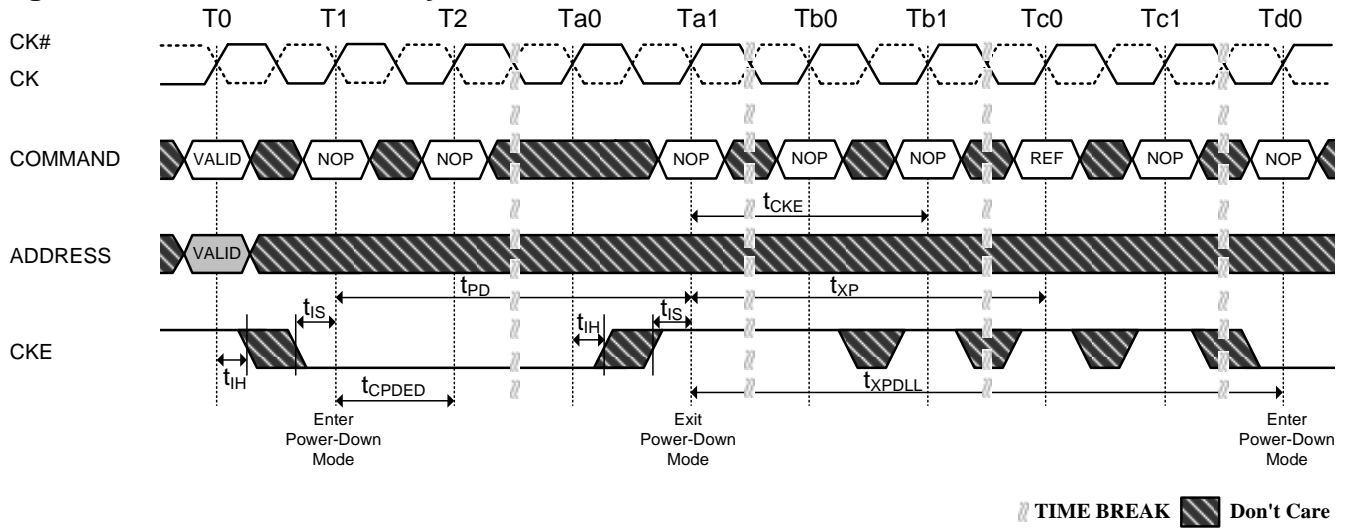 T0 T1 T2 Ta0 Ta1 Tb0 Tb1 Tc0 Tc1 Td0
CK#
CK
COMMAND VALID NOP NOP NOP NOP NOP REF NOP NOP
tCKE
ADDRESS VALID
tPD tXP
tIS tIH tIS
CKE
tIH tCPDED tXPDLL
Enter Power-Down Mode
Exit Power-Down Mode
Enter Power-Down Mode
TIME BREAK Don't Care